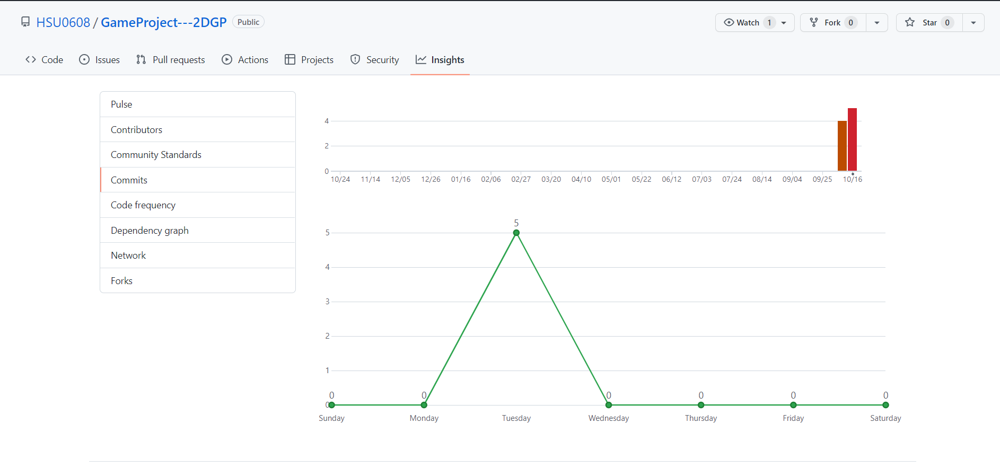 HSU0608 / GameProject---2DGP Public
Watch 1 Fork 0 Star 0
Code Issues Pull requests Actions Projects Security Insights
Pulse
Contributors
Community Standards
Commits
Code frequency
Dependency graph
Network
Forks
4
2
0
10/24 11/14 12/05 12/26 01/16 02/06 02/27 03/20 04/10 05/01 05/22 06/12 07/03 07/24 08/14 09/04 09/25 10/16
5
5
4
3
2
1
0 0 0 0 0 0
0
Sunday Monday Tuesday Wednesday Thursday Friday Saturday